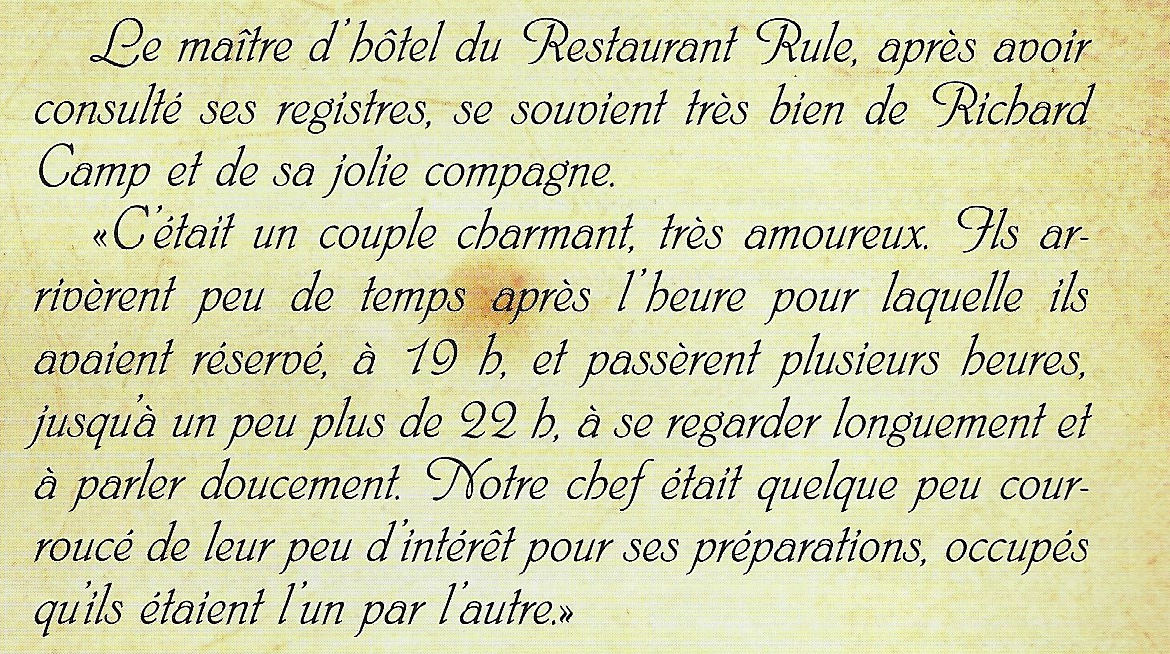 Le maître d'hôtel du Restaurant Rule, après avoir
consulté ses registres, se souvient très bien de Richard
Camp et de sa jolie compagne.
«C'était un couple charmant, très amoureux. Ils ar-
rivèrent peu de temps après l'heure pour laquelle ils
avaient réservé, à 19 h, et passèrent plusieurs heures,
jusqu'à un peu plus de 22 h, à se regarder longuement et
à parler doucement. Notre chef était quelque peu cour-
roucé de leur peu d'intérêt pour ses préparations, occupés
qu'ils étaient l'un par l'autre.»